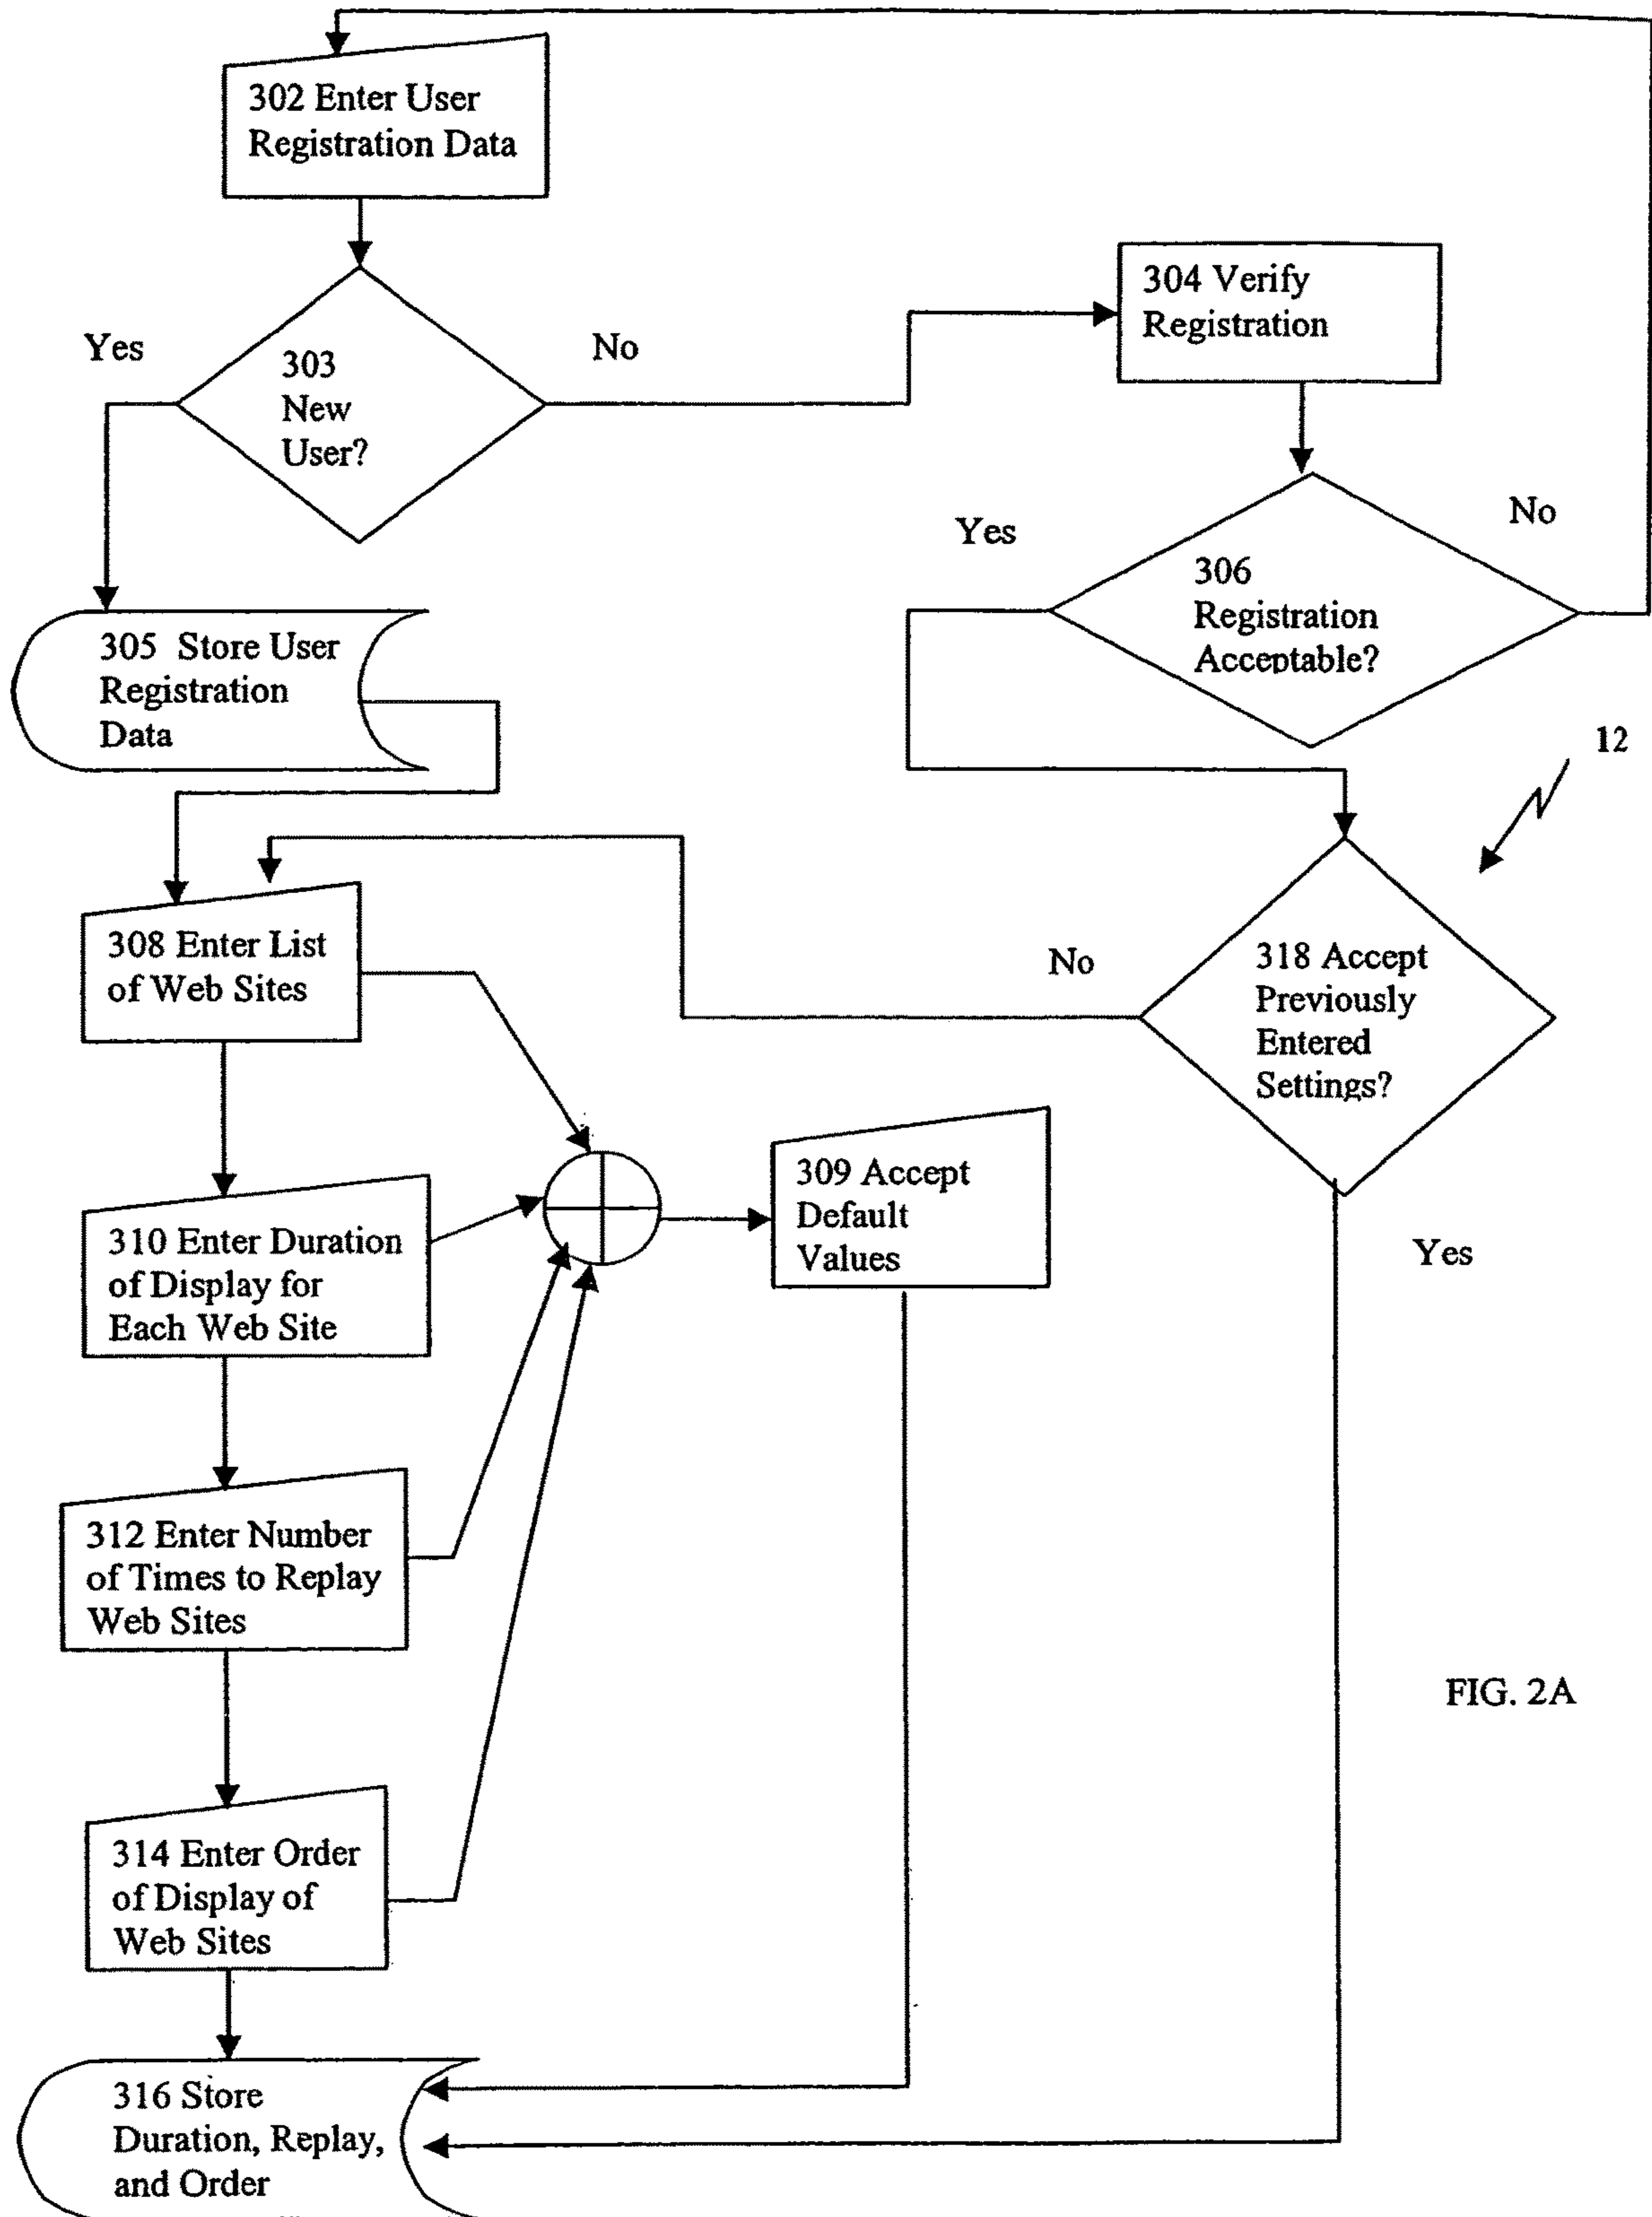 302 Enter User
Registration Data
303
New
User?
Yes
No
304 Verify
Registration
306
Registration
Acceptable?
Yes
No
305  Store User
Registration
Data
12
308 Enter List
of Web Sites
318 Accept
Previously
Entered
Settings?
No
Yes
309 Accept
Default
Values
310 Enter Duration
of Display for
Each Web Site
312 Enter Number
of Times to Replay
Web Sites
314 Enter Order
of Display of
Web Sites
316 Store
Duration, Replay,
and Order
FIG. 2A